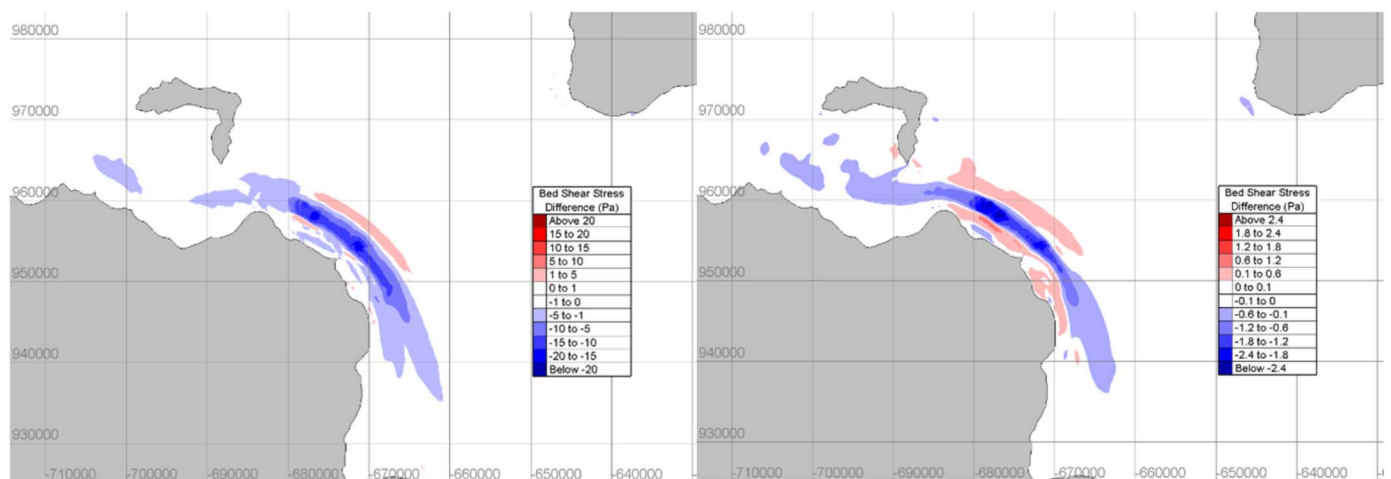 980000
970000
960000
950000
940000
930000
-710000 -700000 -690000 -680000 -670000 -660000 -650000 -640000
Bed Shear Stress
Difference (Pa)
Above 20
15 to 20
10 to 15
5 to 10
1 to 5
0 to 1
-1 to 0
-5 to -1
-10 to -5
-15 to -10
-20 to -15
Below -20
980000
970000
960000
950000
940000
930000
-710000 -700000 -690000 -680000 -670000 -660000 -650000 -640000
Bed Shear Stress
Difference (Pa)
Above 2.4
1.8 to 2.4
1.2 to 1.8
0.6 to 1.2
0.1 to 0.6
0 to 0.1
-0.1 to 0
-0.6 to -0.1
-1.2 to -0.6
-1.8 to -1.2
-2.4 to -1.8
Below -2.4